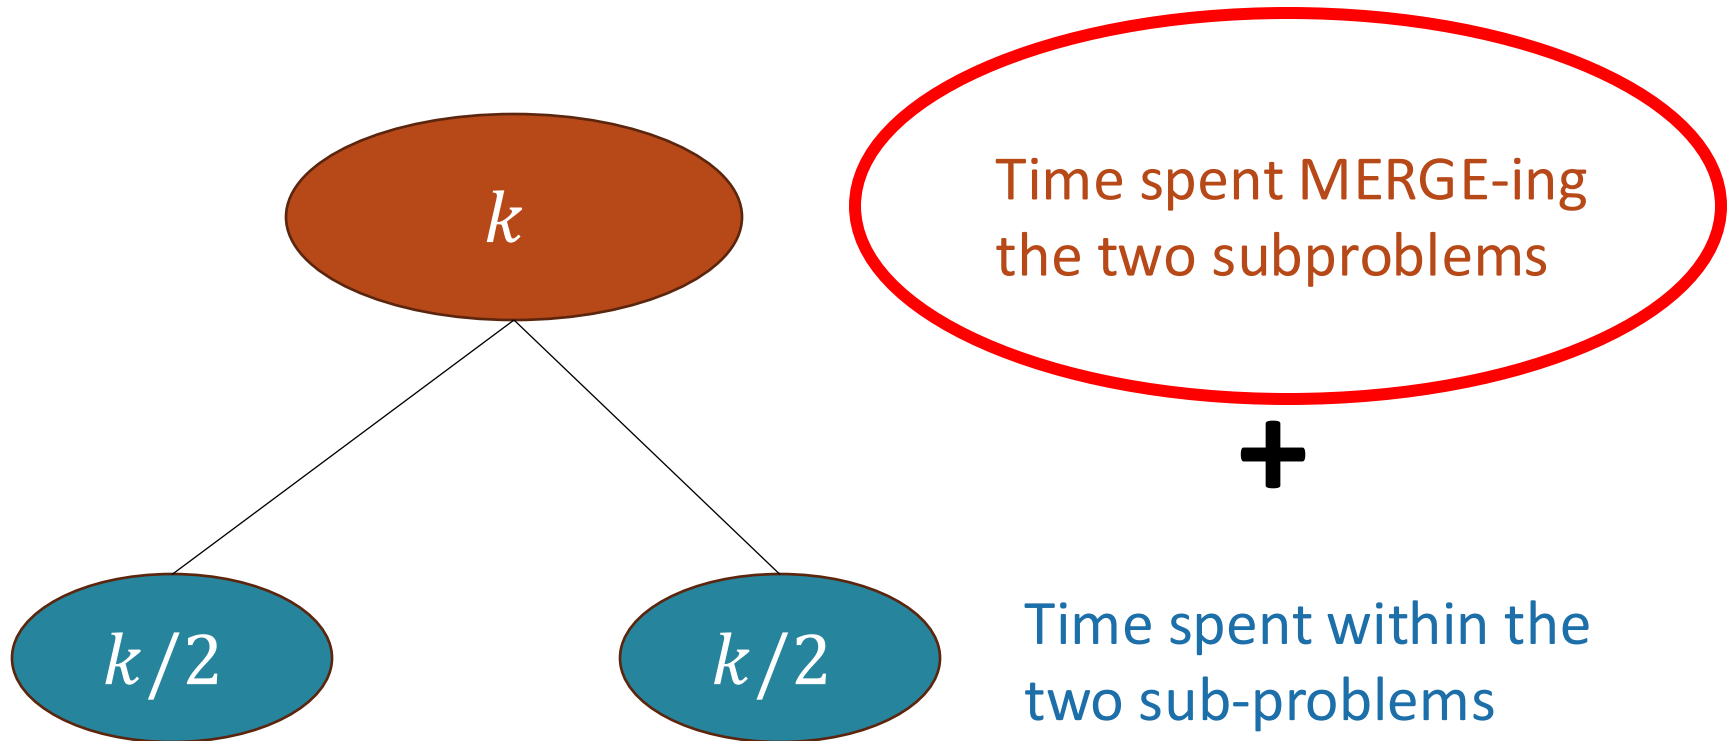 k
Time spent MERGE-ing
the two subproblems
+
k/2
k/2
Time spent within the
two sub-problems